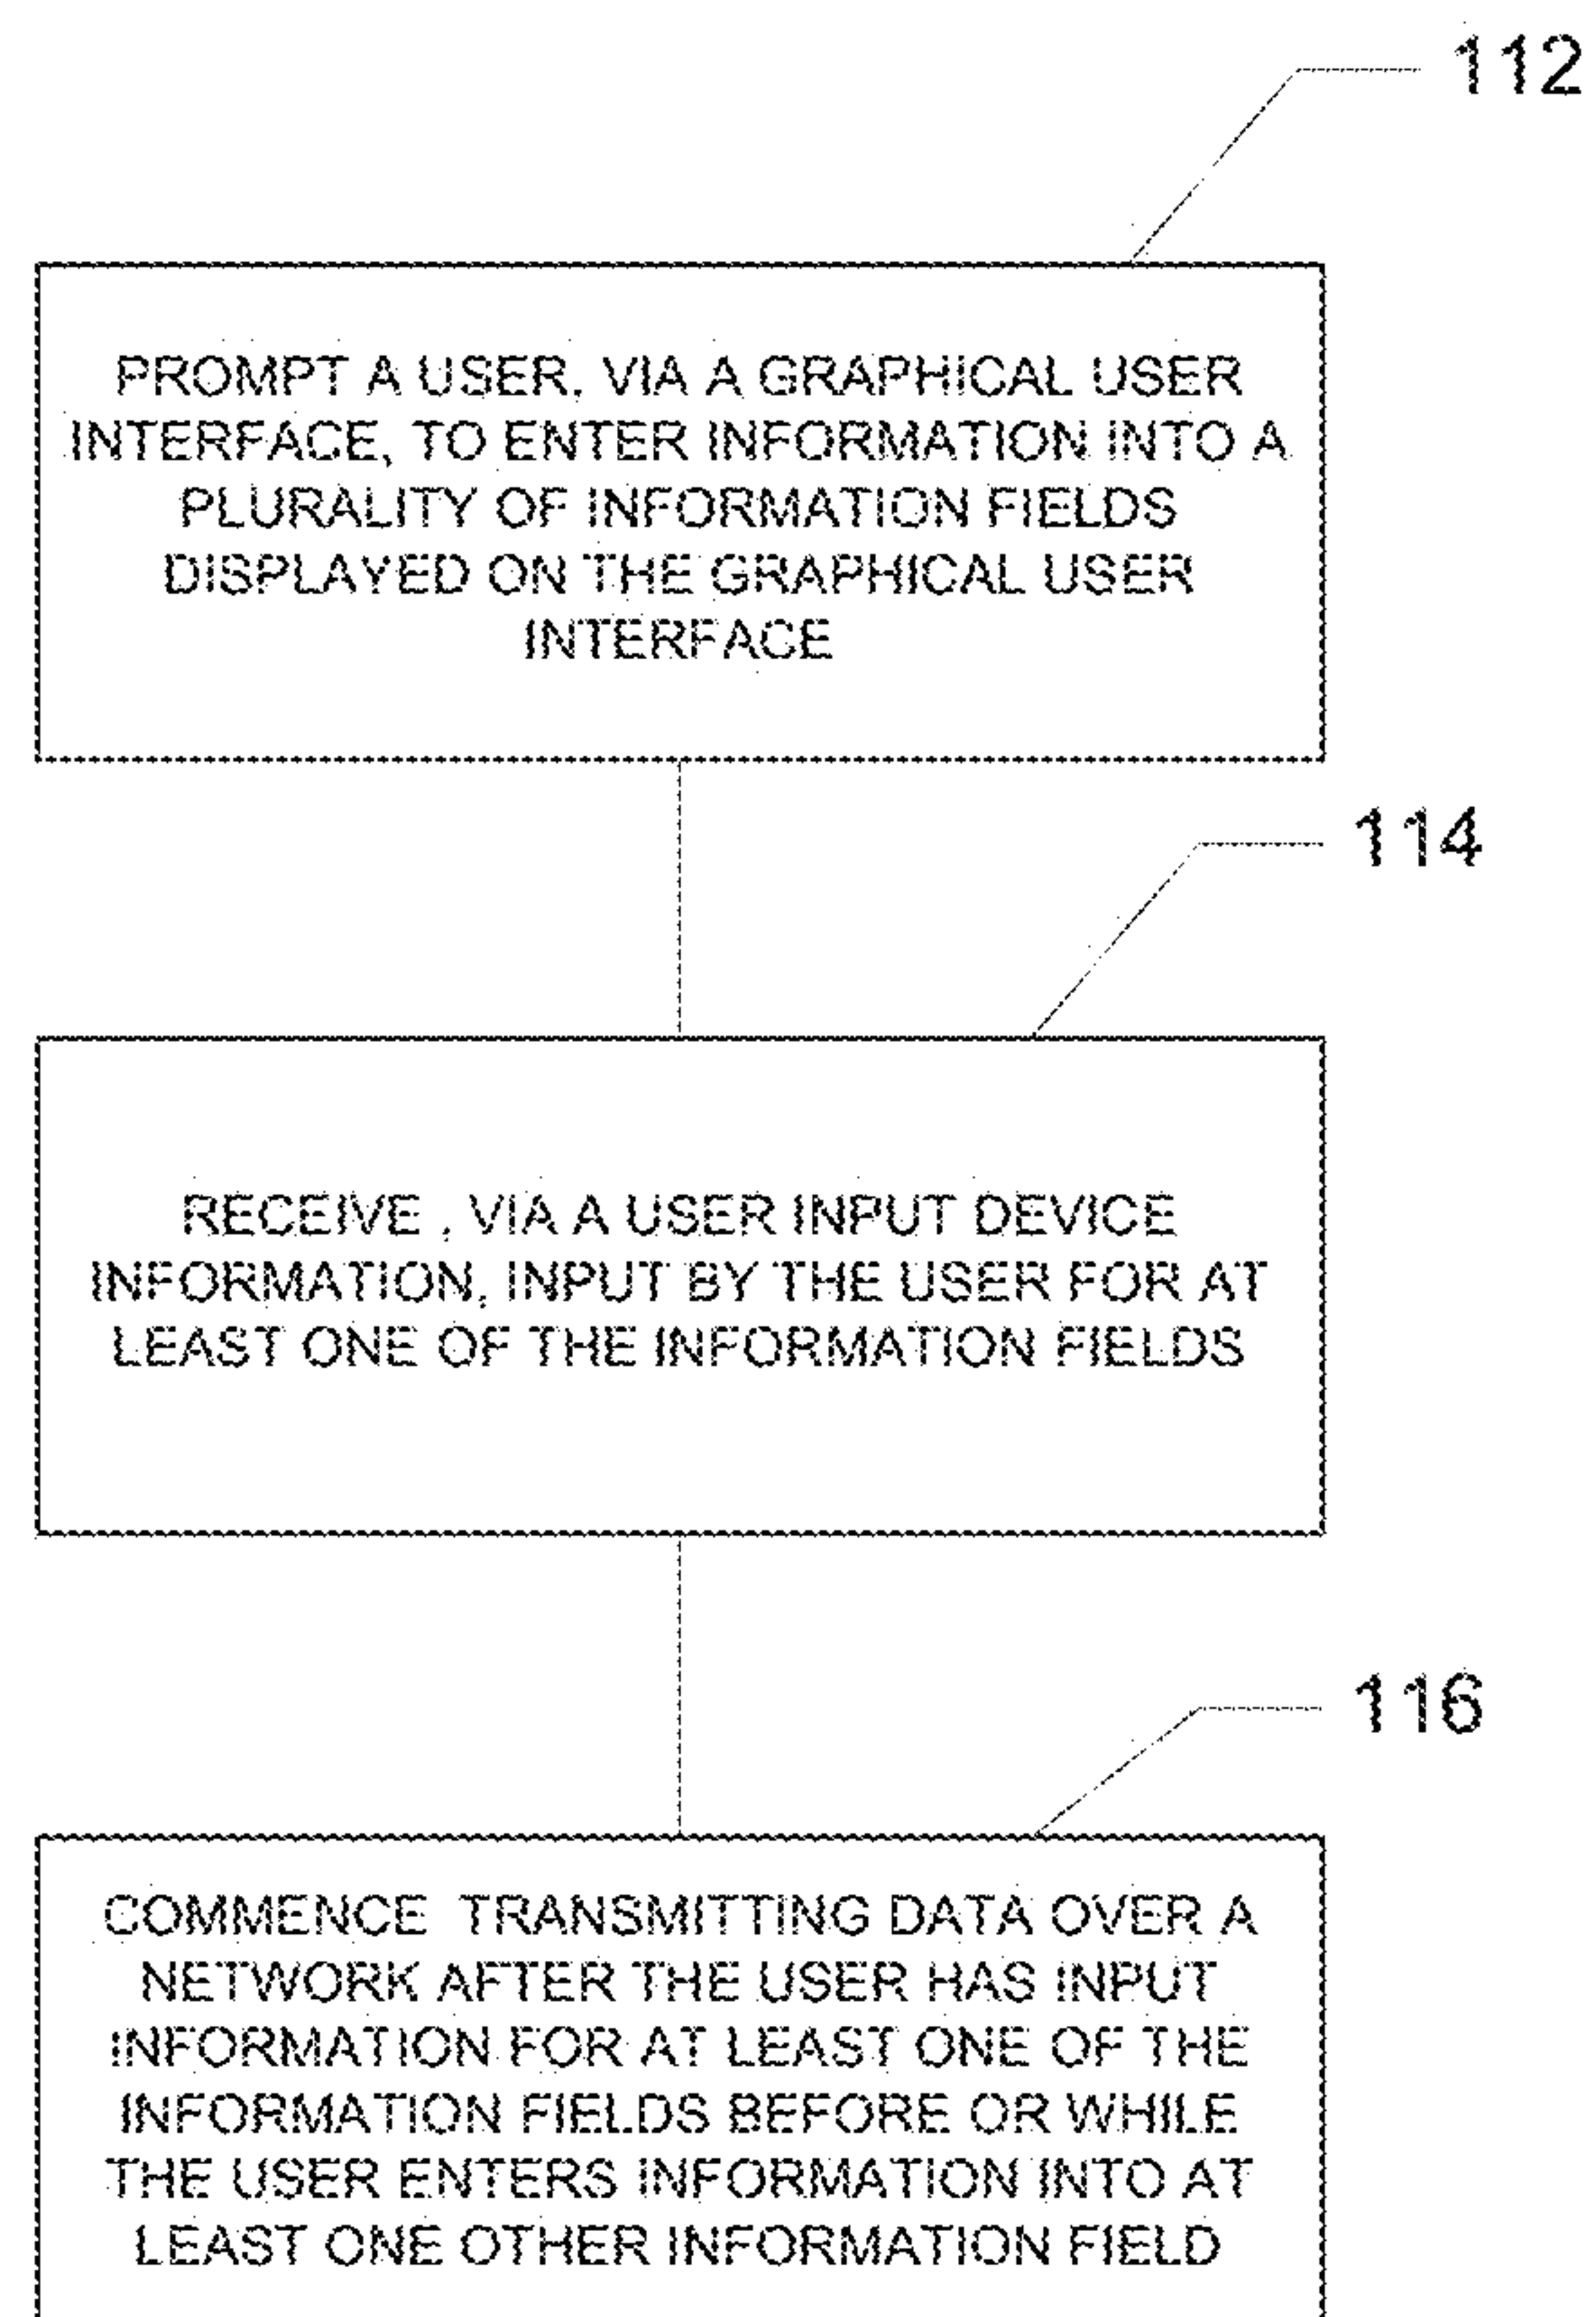 112
PROMPT A USER, VIA A GRAPHICAL USER
INTERFACE, TO ENTER INFORMATION INTO A
PLURALITY OF INFORMATION FIELDS
DISPLAYED ON THE GRAPHICAL USER
INTERFACE
114
RECEIVE , VIA A USER INPUT DEVICE
INFORMATION, INPUT BY THE USER FOR AT
LEAST ONE OF THE INFORMATION FIELDS
116
COMMENCE TRANSMITTING DATA OVER A
NETWORK AFTER THE USER HAS INPUT
INFORMATION FOR AT LEAST ONE OF THE
INFORMATION FIELDS BEFORE OR WHILE
THE USER ENTERS INFORMATION INTO AT
LEAST ONE OTHER INFORMATION FIELD